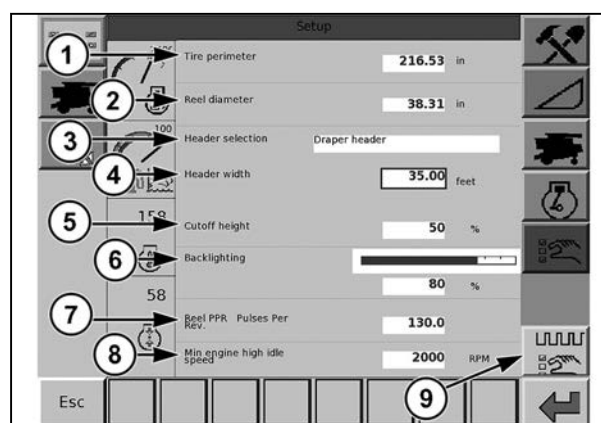 Setup
1
Tire perimeter
216.53 in
2
Reel diameter
38.31 in
3
100
Header selection
Draper header
4
Header width
35.00 feet
5
158
Cutoff height
50 %
6
Backlighting
80 %
58
7
Reel PPR Pulses Per
Rev.
130.0
8
Min engine high idle
speed
2000 RPM
9
Esc